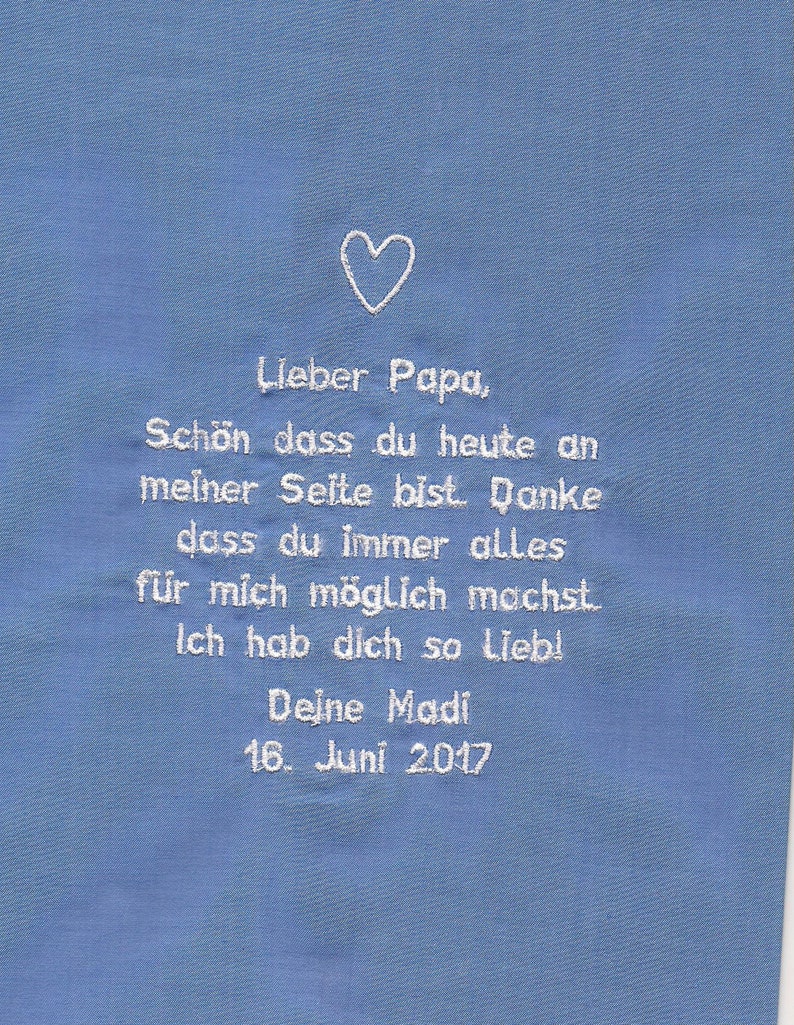 Lieber Papa,
Schön dass du heute an
meiner Seite bist. Danke
dass du immer alles
für mich möglich machst.
Ich hab dich so lieb!
Deine Madi
16. Juni 2017